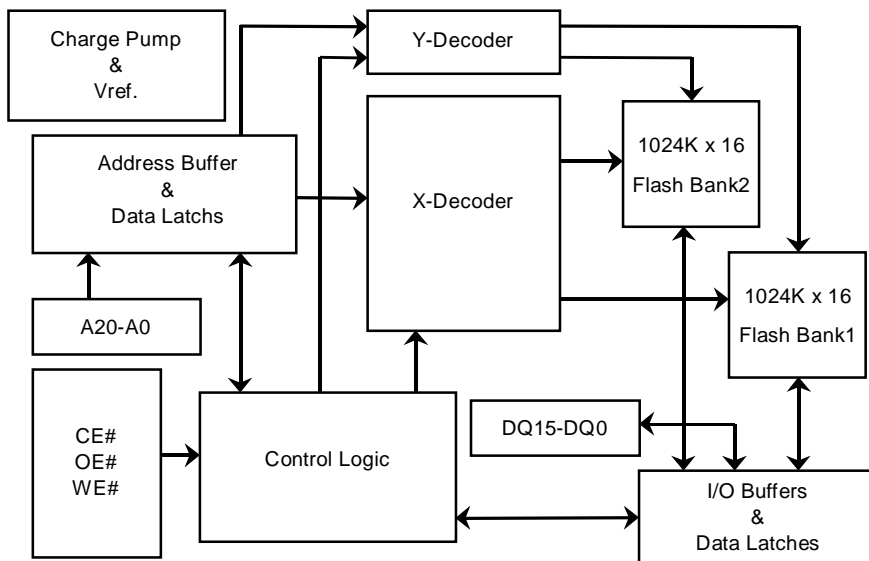 Charge Pump
&
Vref.
Y-Decoder
Address Buffer
&
Data Latchs
X-Decoder
1024K x 16
Flash Bank2
1024K x 16
Flash Bank1
A20-A0
CE#
OE#
WE#
Control Logic
DQ15-DQ0
I/O Buffers
&
Data Latches